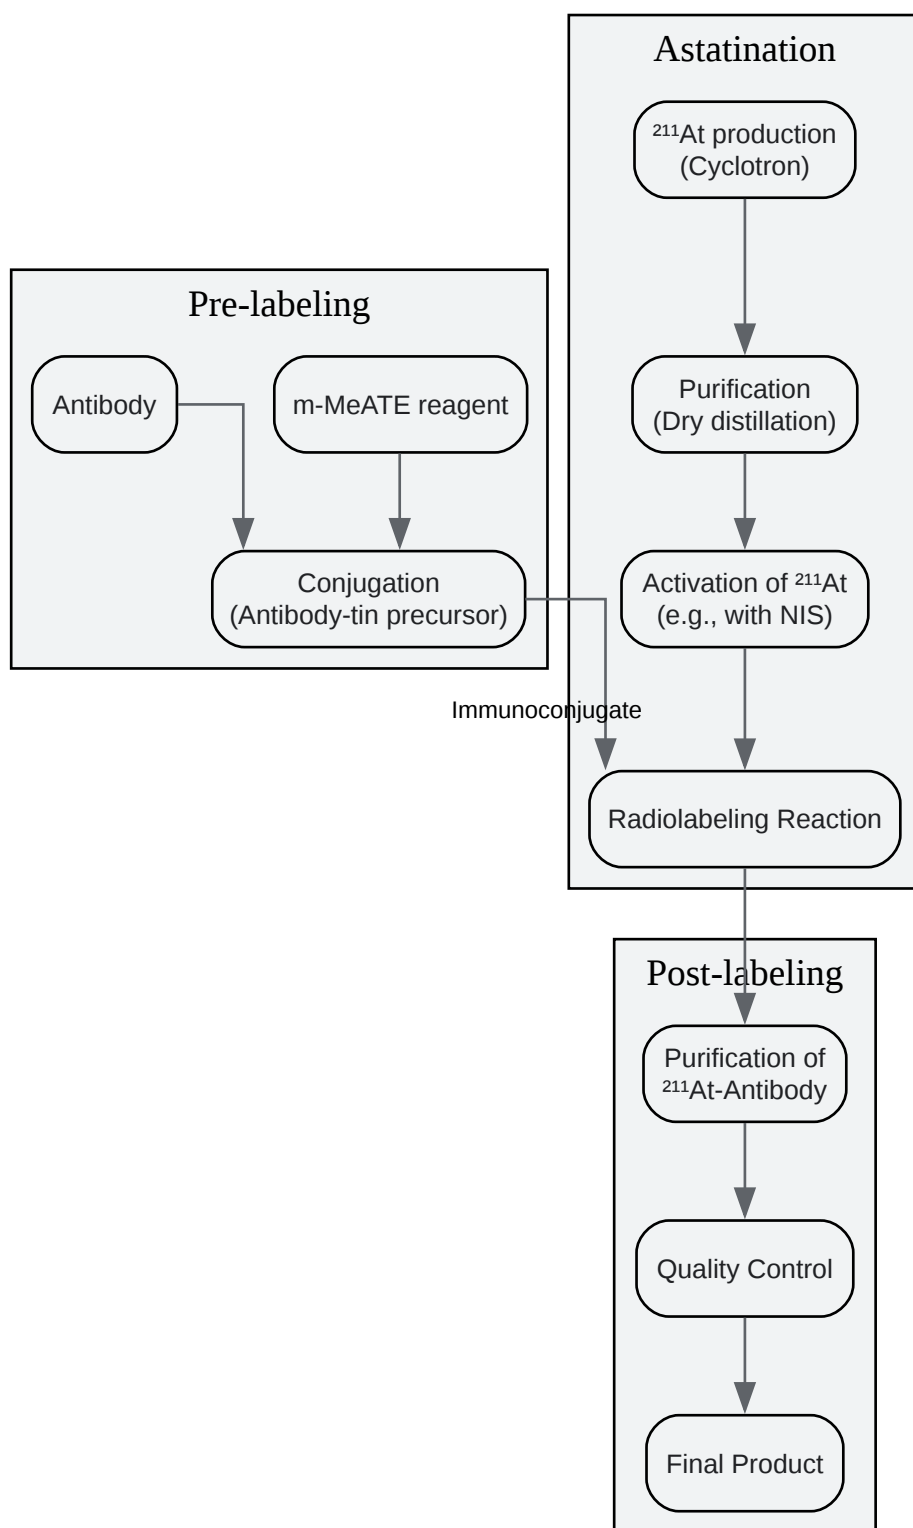 Astatination
²¹¹At production
(Cyclotron)
Pre-labeling
Antibody
m-MeATE reagent
Purification
(Dry distillation)
Conjugation
(Antibody-tin precursor)
Activation of ²¹¹At
(e.g., with NIS)
Immunoconjugate
Radiolabeling Reaction
Post-labeling
Purification of
²¹¹At-Antibody
Quality Control
Final Product